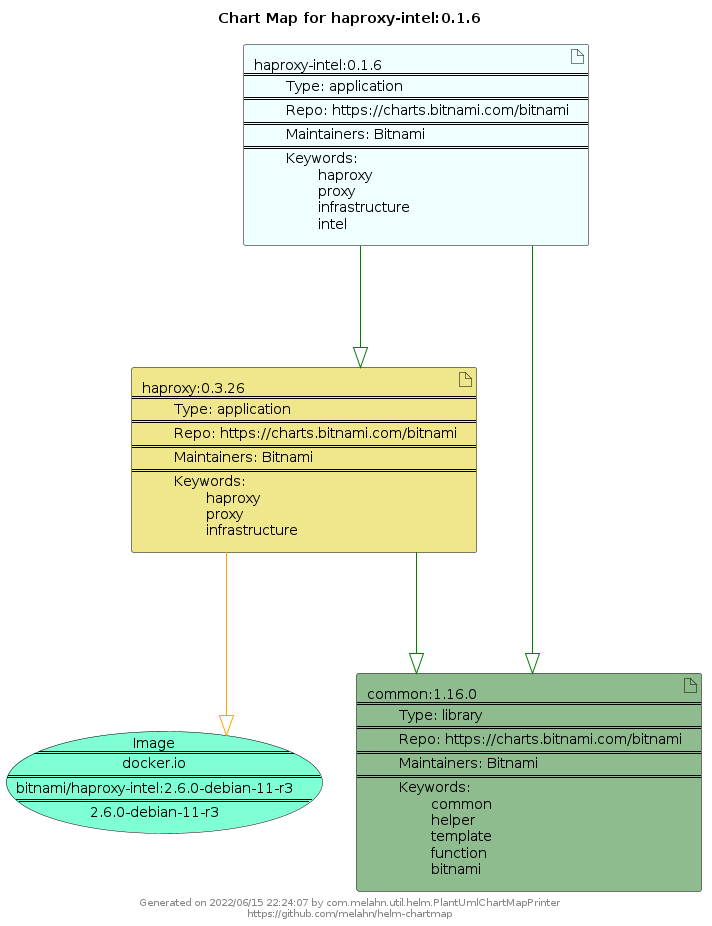 Chart Map for haproxy-intel:0.1.6
haproxy-intel:0.1.6
Type: application
Repo: https://charts.bitnami.com/bitnami
Maintainers: Bitnami
Keywords:
haproxy
proxy
infrastructure
intel
haproxy:0.3.26
Type: application
Repo: https://charts.bitnami.com/bitnami
Maintainers: Bitnami
Keywords:
haproxy
proxy
infrastructure
common:1.16.0
Type: library
Repo: https://charts.bitnami.com/bitnami
Maintainers: Bitnami
Keywords:
common
helper
template
function
bitnami
Image
docker.io
bitnami/haproxy-intel:2.6.0-debian-11-r3
2.6.0-debian-11-r3
Generated on 2022/06/15 22:24:07 by com.melahn.util.helm.PlantUmlChartMapPrinter
https://github.com/melahn/helm-chartmap